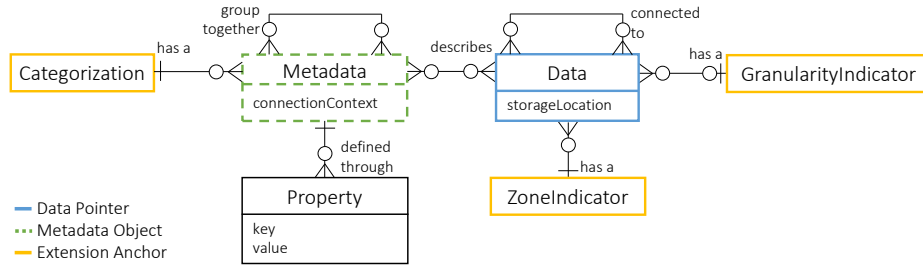 group
together
connected
to
has a
describes
has a
Categorization
Metadata
Data
GranularityIndicator
connectionContext
storageLocation
defined
through
has a
Property
ZoneIndicator
key
value
Data Pointer
Metadata Object
Extension Anchor